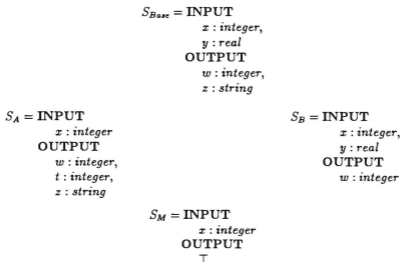 S_Base = INPUT
x : integer,
y : real
OUTPUT
w : integer,
z : string
S_A = INPUT
x : integer
OUTPUT
w : integer,
t : integer,
z : string
S_B = INPUT
x : integer,
y : real
OUTPUT
w : integer
S_M = INPUT
x : integer
OUTPUT
⊤